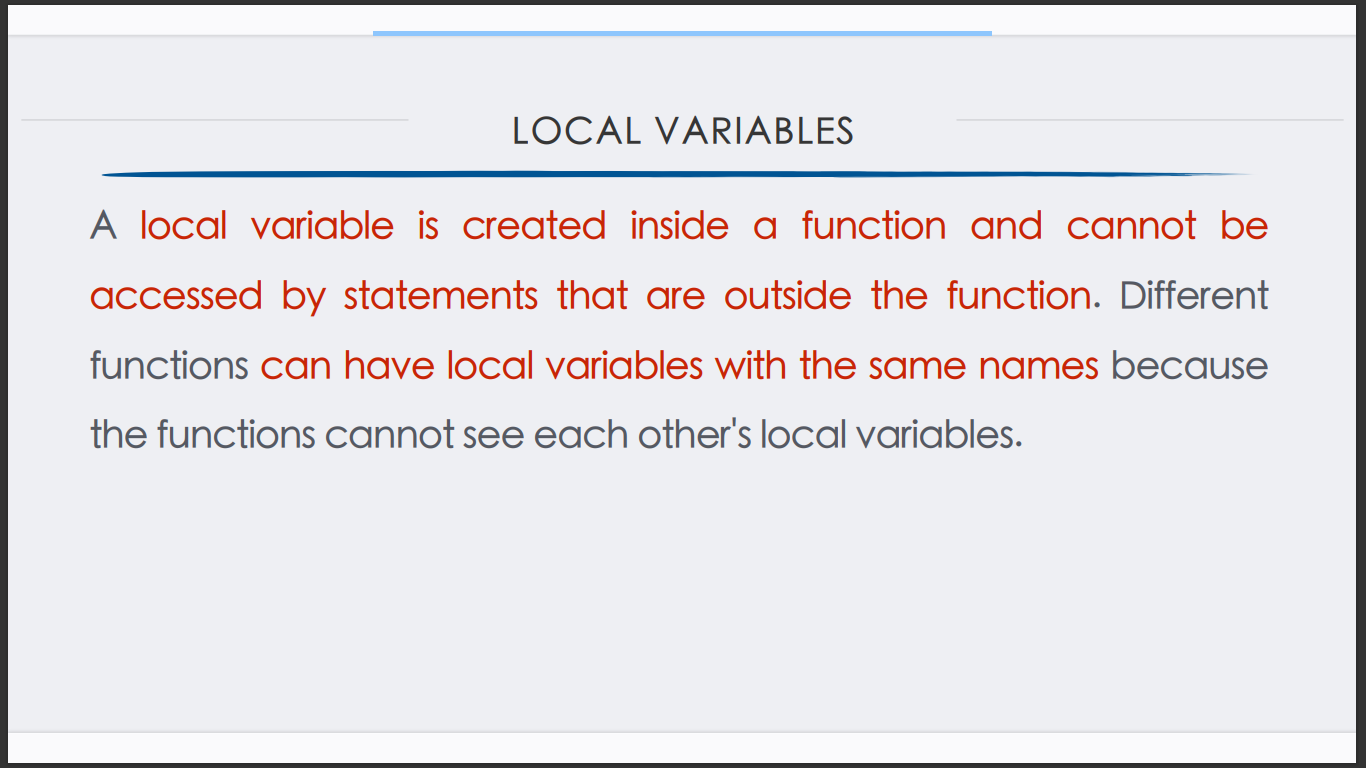 LOCAL VARIABLES
A local variable is created inside a function and cannot be
accessed by statements that are outside the function. Different
functions can have local variables with the same names because
the functions cannot see each other's local variables.